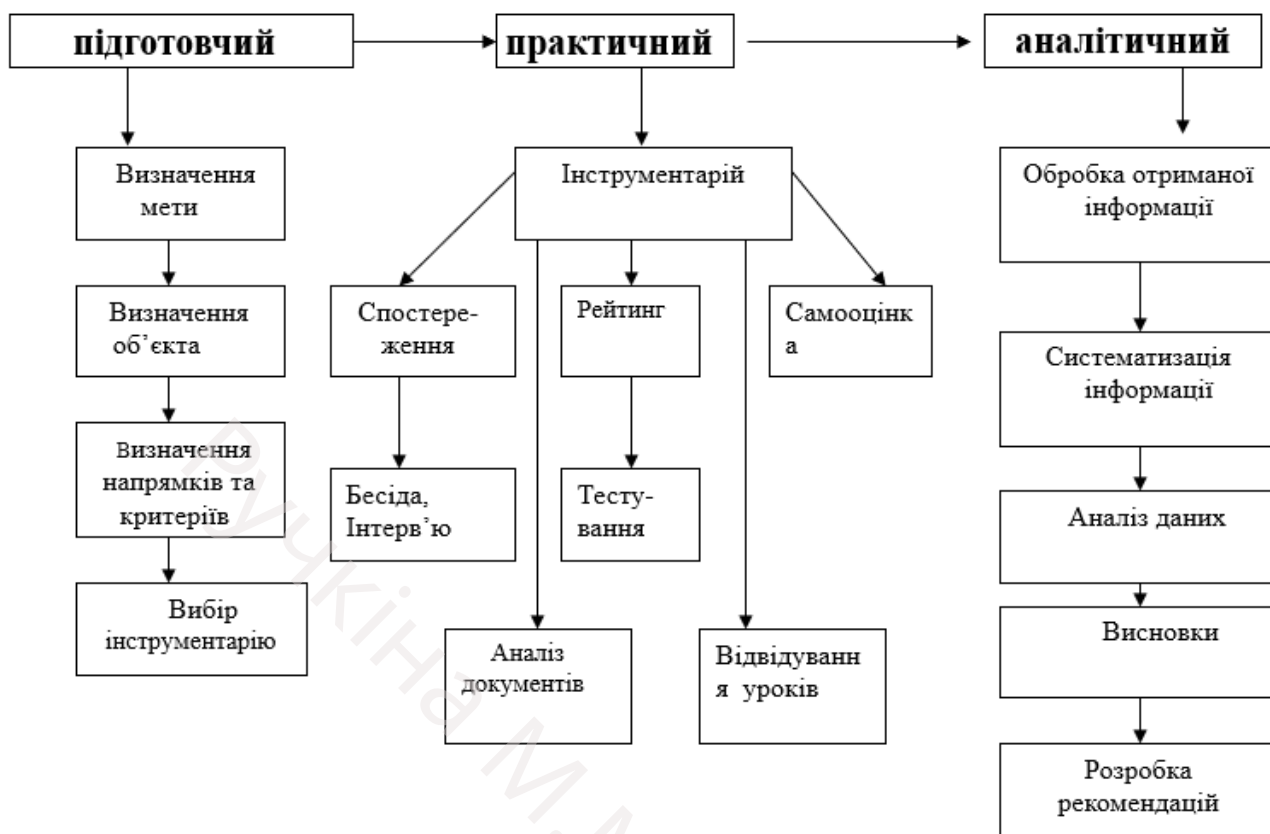 підготовчий
практичний
аналітичний
Визначення
мети
Визначення
об’єкта
Визначення
напрямків та
критеріїв
Вибір
інструментарію
Інструментарій
Спостере-
ження
Рейтинг
Самооцінк
а
Бесіда,
Інтерв’ю
Тесту-
вання
Аналіз
документів
Відвідуванн
я уроків
Обробка отриманої
інформації
Систематизація
інформації
Аналіз даних
Висновки
Розробка
рекомендацій
Ручкіна М.